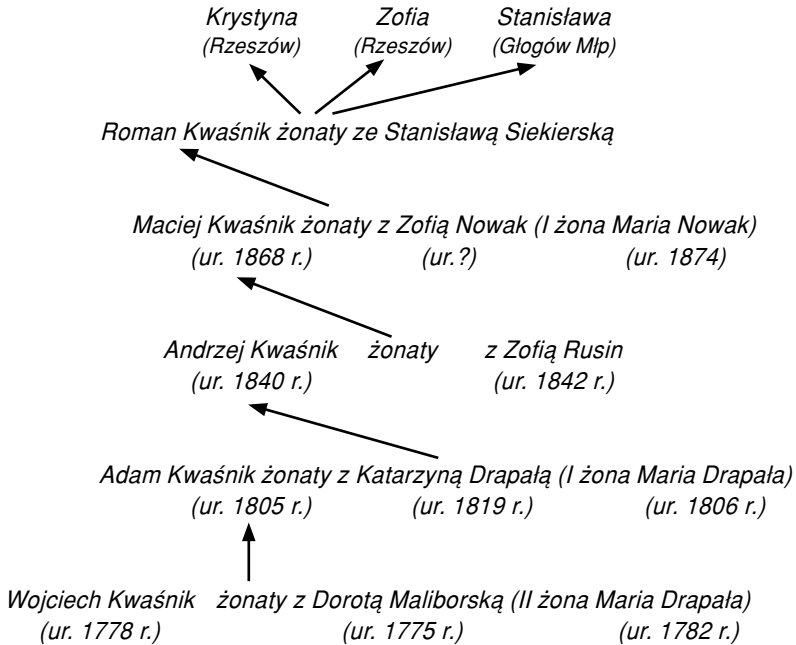 Krystyna Zofia Stanisława
(Rzeszów) (Rzeszów) (Głogów Młp)
Roman Kwaśnik żonaty ze Stanisławą Siekierską
Maciej Kwaśnik żonaty z Zofią Nowak (I żona Maria Nowak)
(ur. 1868 r.) (ur.?) (ur. 1874)
Andrzej Kwaśnik żonaty z Zofią Rusin
(ur. 1840 r.) (ur. 1842 r.)
Adam Kwaśnik żonaty z Katarzyną Drapałą (I żona Maria Drapała)
(ur. 1805 r.) (ur. 1819 r.) (ur. 1806 r.)
Wojciech Kwaśnik żonaty z Dorotą Maliborską (II żona Maria Drapała)
(ur. 1778 r.) (ur. 1775 r.) (ur. 1782 r.)